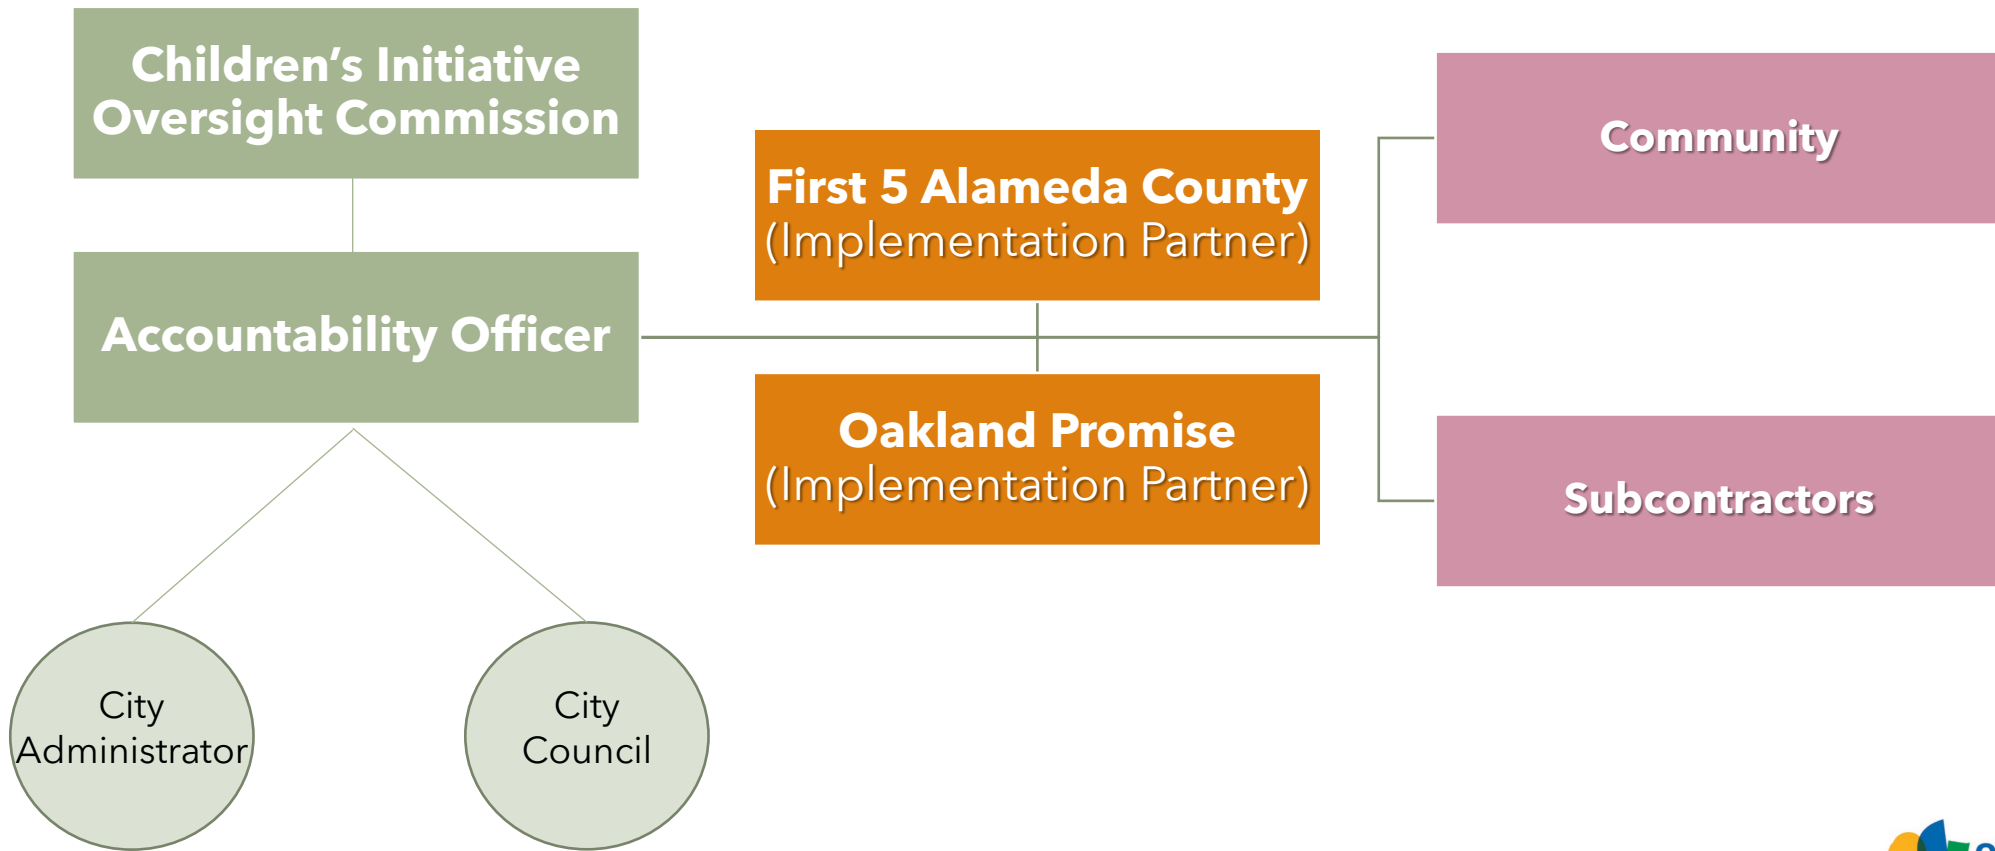 Children’s Initiative
Oversight Commission
Accountability Officer
City
Administrator
City
Council
First 5 Alameda County
(Implementation Partner)
Oakland Promise
(Implementation Partner)
Community
Subcontractors